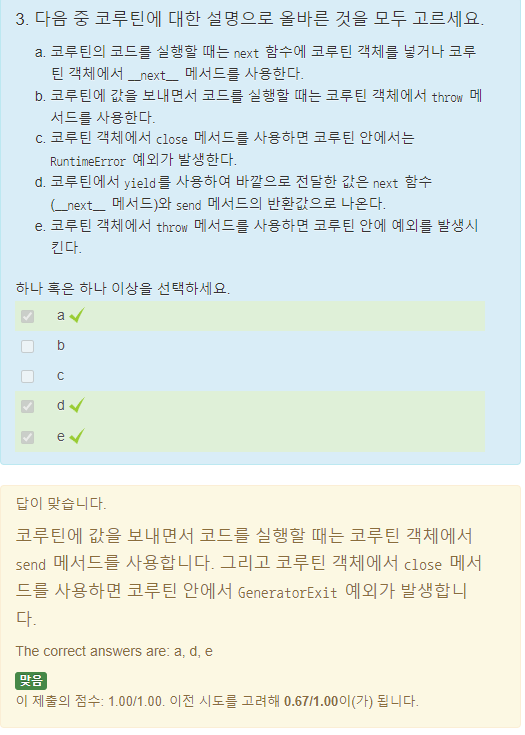 3. 다음 중 코루틴에 대한 설명으로 올바른 것을 모두 고르세요.
a. 코루틴의 코드를 실행할 때는 next 함수에 코루틴 객체를 넣거나 코루
틴 객체에서 __next__ 메서드를 사용한다.
b. 코루틴에 값을 보내면서 코드를 실행할 때는 코루틴 객체에서 throw 메
서드를 사용한다.
c. 코루틴 객체에서 close 메서드를 사용하면 코루틴 안에서는
RuntimeError 예외가 발생한다.
d. 코루틴에서 yield를 사용하여 바깥으로 전달한 값은 next 함수
(__next__ 메서드)와 send 메서드의 반환값으로 나온다.
e. 코루틴 객체에서 throw 메서드를 사용하면 코루틴 안에 예외를 발생시
킨다.
하나 혹은 하나 이상을 선택하세요.
a
b
c
d
e
답이 맞습니다.
코루틴에 값을 보내면서 코드를 실행할 때는 코루틴 객체에서
send 메서드를 사용합니다. 그리고 코루틴 객체에서 close 메서
드를 사용하면 코루틴 안에서 GeneratorExit 예외가 발생합니
다.
The correct answers are: a, d, e
맞음
이 제출의 점수: 1.00/1.00. 이전 시도를 고려해 0.67/1.00이(가) 됩니다.